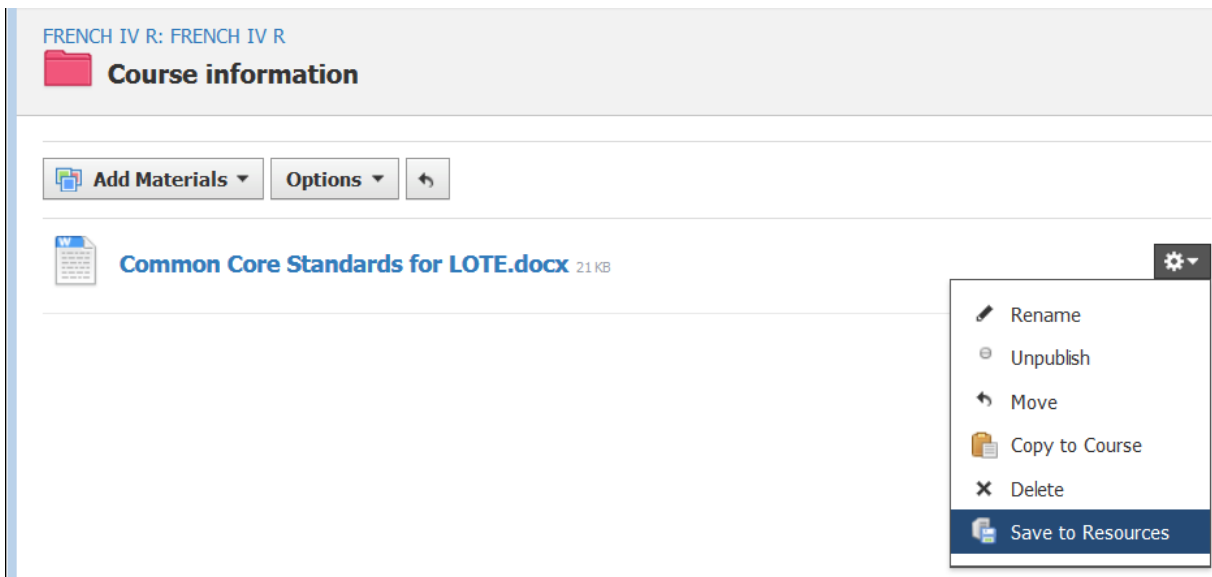 FRENCH IV R: FRENCH IV R
Course information
Add Materials Options
W
Common Core Standards for LOTE.docx 21 KB
Rename
Unpublish
Move
Copy to Course
Delete
Save to Resources